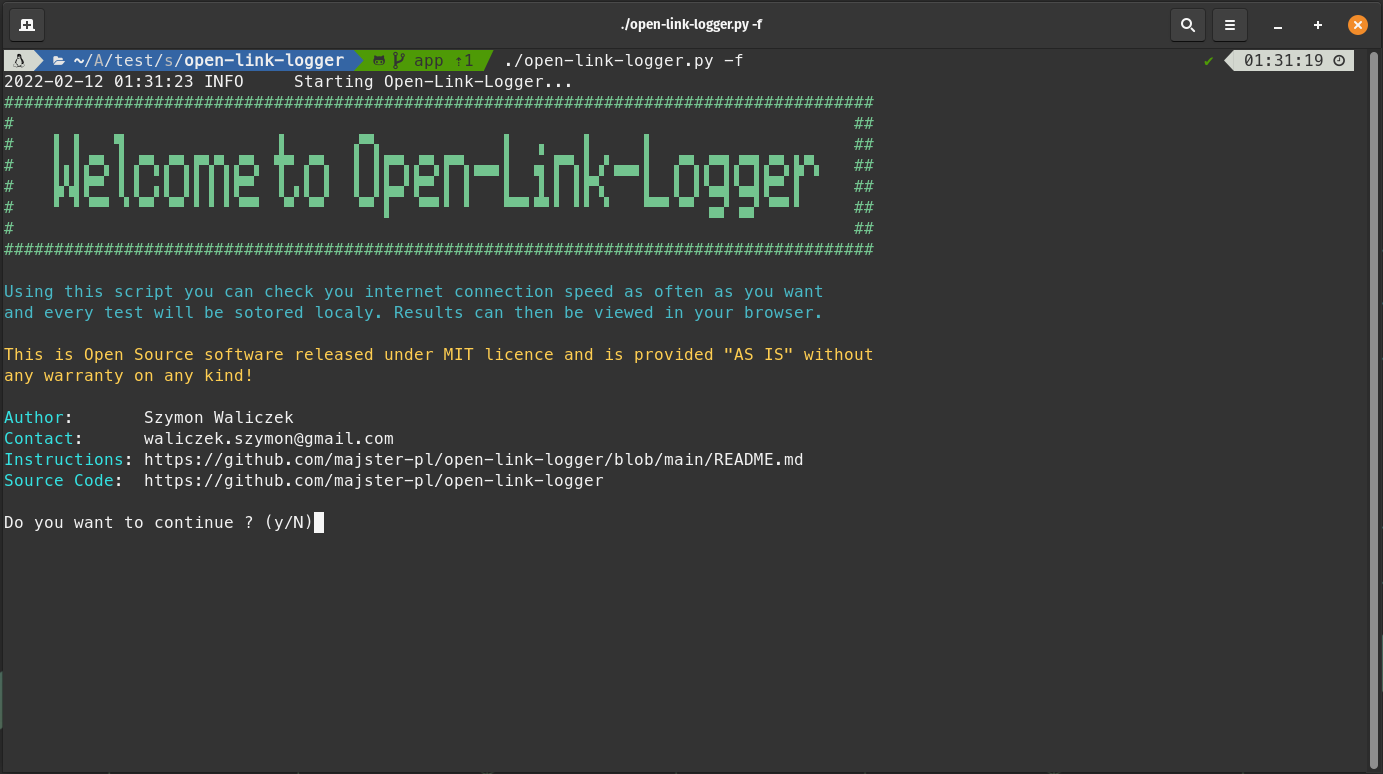 ./open-link-logger.py -f
~/A/test/s/open-link-logger app ↑1 ./open-link-logger.py -f ✔ 01:31:19
2022-02-12 01:31:23 INFO     Starting Open-Link-Logger...
#######################################################################################
#                                                                                    ##
#   Welcome to Open-Link-Logger   ##
#                                                                                    ##
#                                                                                    ##
#                                                                                    ##
#                                                                                    ##
#######################################################################################
Using this script you can check you internet connection speed as often as you want
and every test will be sotored localy. Results can then be viewed in your browser.
This is Open Source software released under MIT licence and is provided "AS IS" without
any warranty on any kind!
Author:       Szymon Waliczek
Contact:      waliczek.szymon@gmail.com
Instructions: https://github.com/majster-pl/open-link-logger/blob/main/README.md
Source Code:  https://github.com/majster-pl/open-link-logger
Do you want to continue ? (y/N)